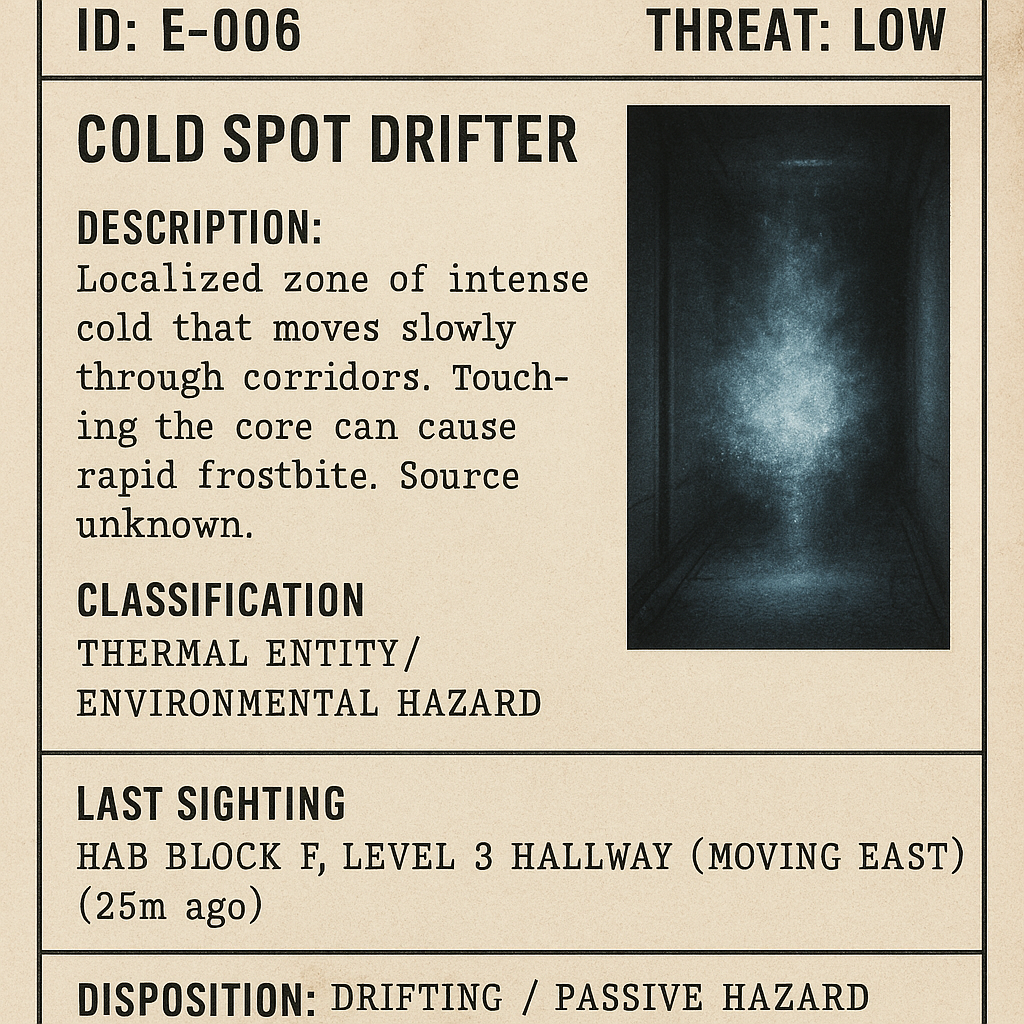 ID: E-006 THREAT: LOW
COLD SPOT DRIFTER
DESCRIPTION:
Localized zone of intense
cold that moves slowly
through corridors. Touch-
ing the core can cause
rapid frostbite. Source
unknown.
CLASSIFICATION
THERMAL ENTITY/
ENVIRONMENTAL HAZARD
LAST SIGHTING
HAB BLOCK F, LEVEL 3 HALLWAY (MOVING EAST)
(25m ago)
DISPOSITION: DRIFTING / PASSIVE HAZARD